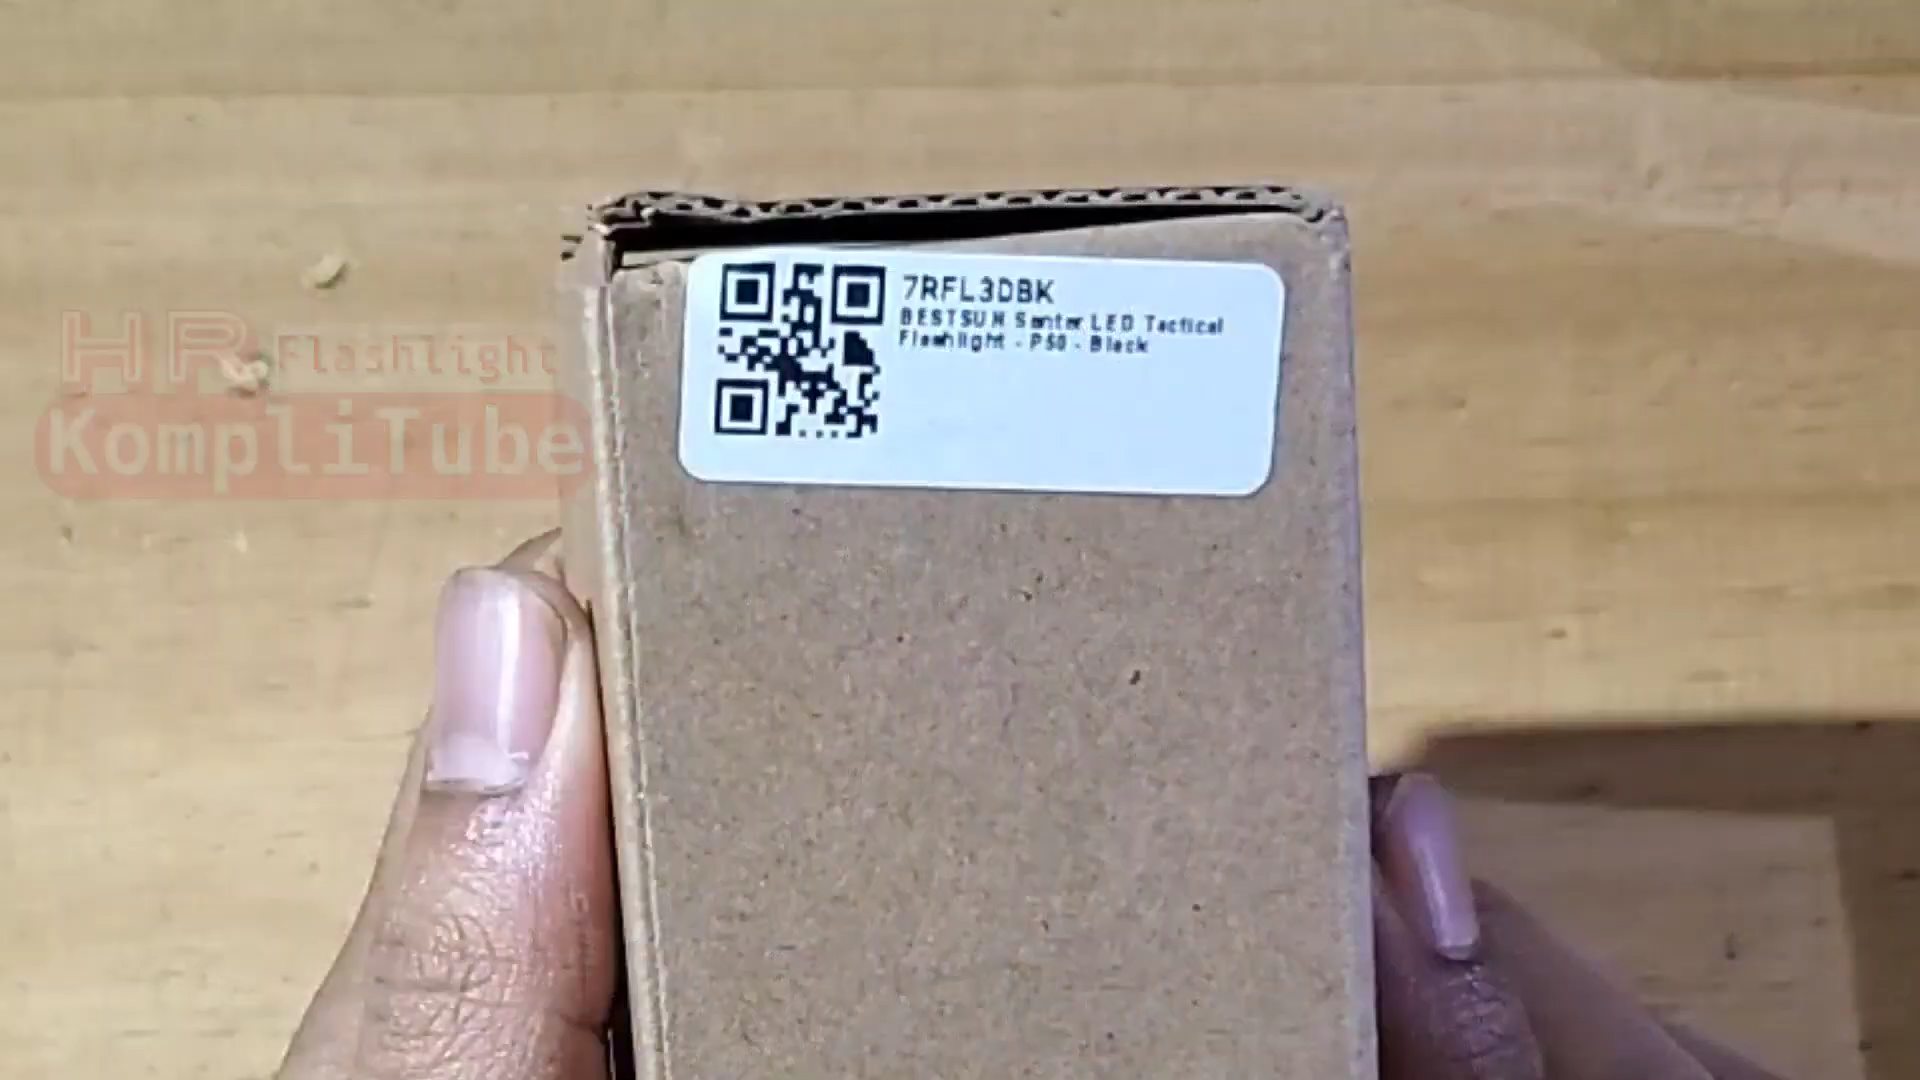 HR Flashlight
KompliTube
7RFL3DBK
BESTSUN Senter LED Tactical
Flashlight - P50 - Black